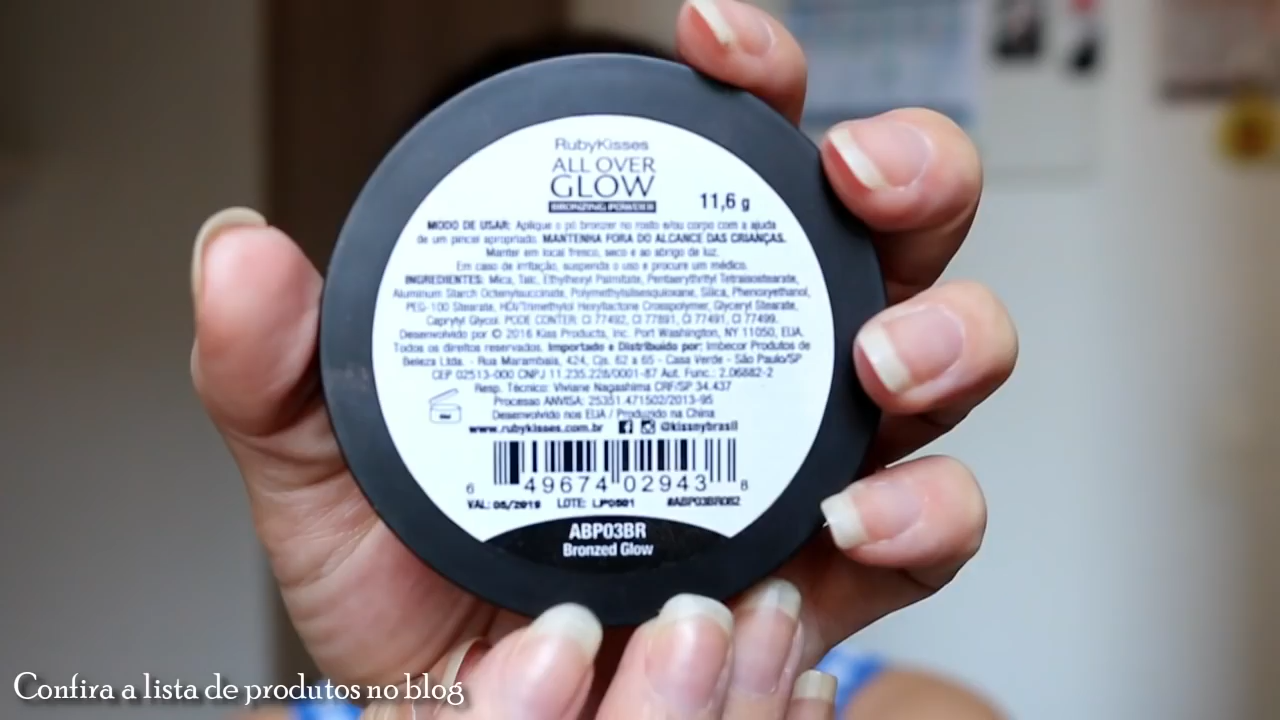 RubyKisses
ALL OVER
GLOW
BRONZING POWDER
11,6 g
MODO DE USAR: Aplique o pó bronzer no rosto e/ou corpo com a ajuda
de um pincel apropriado. MANTENHA FORA DO ALCANCE DAS CRIANÇAS.
Manter em local fresco, seco e ao abrigo de luz.
Em caso de irritação, suspenda o uso e procure um médico.
INGREDIENTES: Mica, Talc, Ethylhexyl Palmitate, Pentaerythrityl Tetraisostearate,
Aluminum Starch Octenylsuccinate, Polymethylsilsesquioxane, Silica, Phenoxyethanol,
PEG-100 Stearate, HDI/Trimethylol Hexyllactone Crosspolymer, Glyceryl Stearate,
Caprylyl Glycol. PODE CONTER: CI 77492, CI 77891, CI 77491, CI 77499.
Desenvolvido por © 2016 Kiss Products, Inc. Port Washington, NY 11050, EUA.
Todos os direitos reservados. Importado e Distribuido por: Imbecor Produtos de
Beleza Ltda. - Rua Marambaia, 424, Cjs. 62 a 65 - Casa Verde - São Paulo/SP
CEP 02513-000 CNPJ 11.235.228/0001-87 Aut. Func.: 2.06882-2
Resp. Técnico: Viviane Nagashima CRF/SP 34.437
Processo ANVISA: 25351.471502/2013-95
Desenvolvido nos EUA / Produzido na China
www.rubykisses.com.br @kissnybrasil
6 49674 02943 8
VAL: 05/2019 LOTE: LP0501 #ABP03BR082
ABP03BR
Bronzed Glow
Confira a lista de produtos no blog